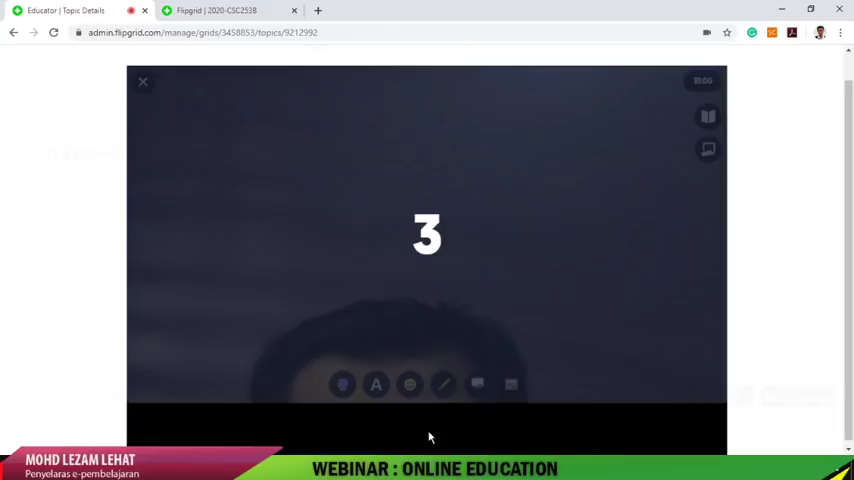 Educator | Topic Details
Flipgrid | 2020-CSC253B
admin.flipgrid.com/manage/grids/3458853/topics/9212992
10:00
3
A
MOHD LEZAM LEHAT
Penyelaras e-pembelajaran
WEBINAR : ONLINE EDUCATION